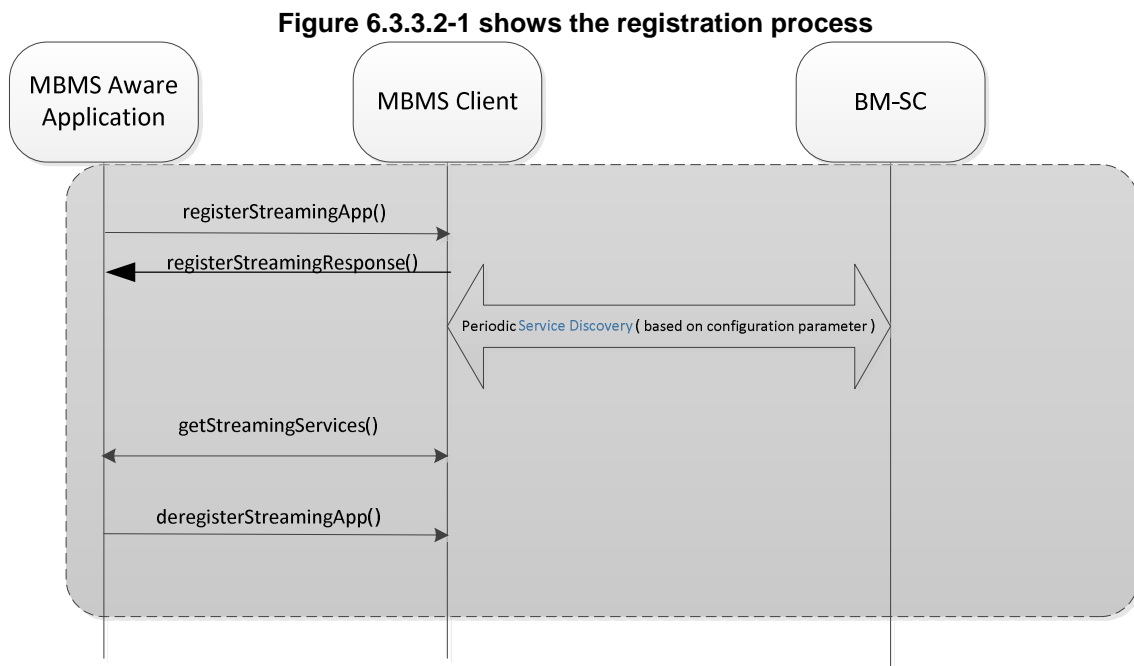 Figure 6.3.3.2-1 shows the registration process
MBMS Aware
Application
MBMS Client
BM-SC
registerStreamingApp()
registerStreamingResponse()
Periodic Service Discovery ( based on configuration parameter )
getStreamingServices()
deregisterStreamingApp()